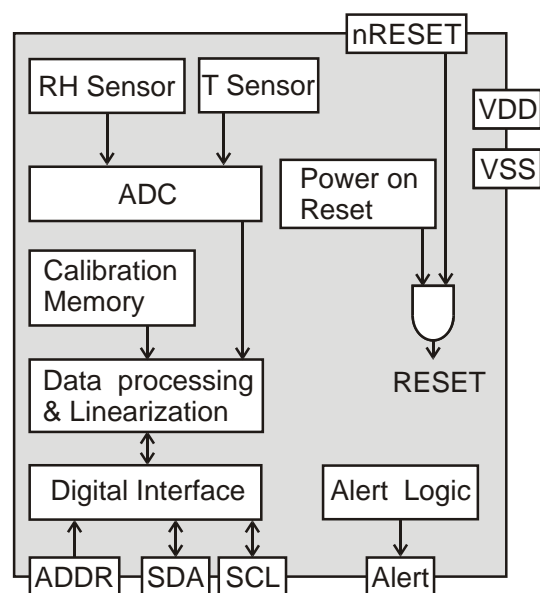 nRESET
RH Sensor
T Sensor
VDD
VSS
ADC
Power on
Reset
Calibration
Memory
RESET
Data processing
& Linearization
Digital Interface
Alert Logic
ADDR
SDA
SCL
Alert